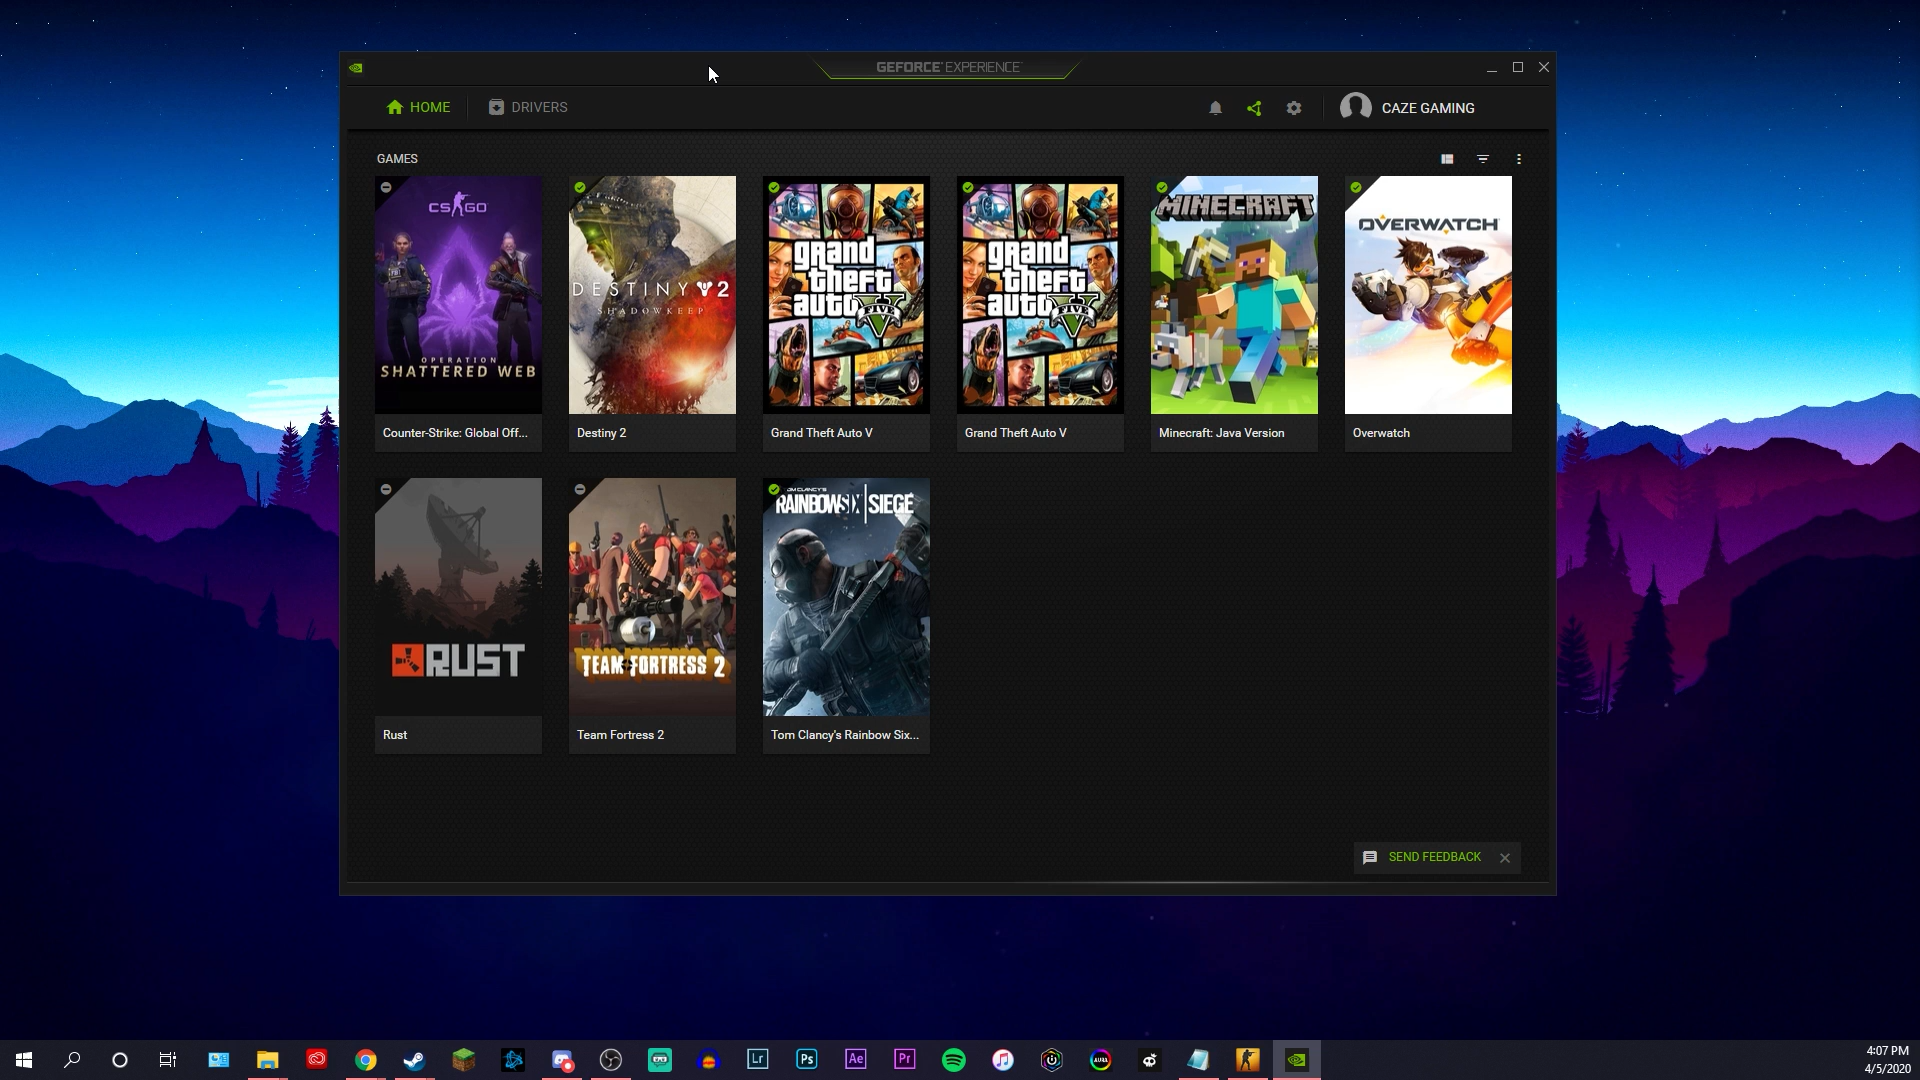 GEFORCE EXPERIENCE
HOME
DRIVERS
CAZE GAMING
GAMES
CS GO
OPERATION
SHATTERED WEB
DESTINY 2
SHADOWKEEP
grand
theft
auto
FIVE
grand
theft
auto
FIVE
MINECRAFT
OVERWATCH
Counter-Strike: Global Off...
Destiny 2
Grand Theft Auto V
Grand Theft Auto V
Minecraft: Java Version
Overwatch
RUST
TEAM FORTRESS 2
TOM CLANCY'S
RAINBOW SIX | SIEGE
Rust
Team Fortress 2
Tom Clancy's Rainbow Six...
SEND FEEDBACK
Lr
Ps
Ae
Pr
AURA
4:07 PM
4/5/2020